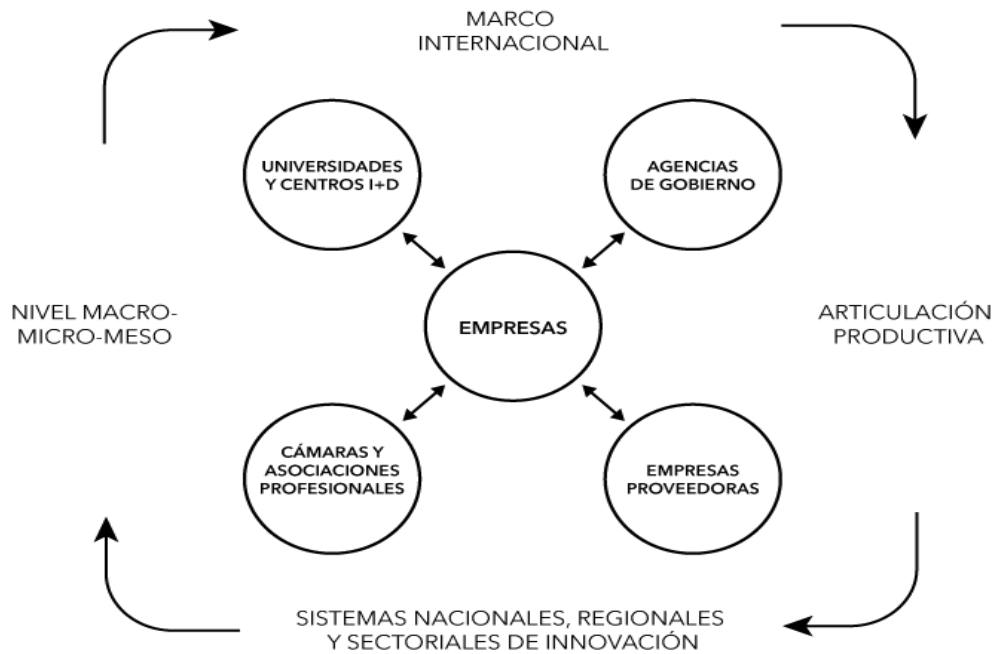 MARCO
INTERNACIONAL
UNIVERSIDADES
Y CENTROS I+D
AGENCIAS
DE GOBIERNO
NIVEL MACRO-
MICRO-MESO
EMPRESAS
ARTICULACIÓN
PRODUCTIVA
CÁMARAS Y
ASOCIACIONES
PROFESIONALES
EMPRESAS
PROVEEDORAS
SISTEMAS NACIONALES, REGIONALES
Y SECTORIALES DE INNOVACIÓN